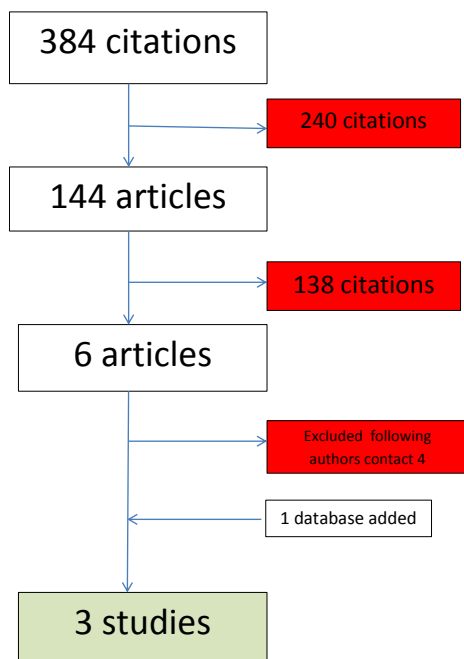 384 citations
240 citations
144 articles
138 citations
6 articles
Excluded following
authors contact 4
1 database added
3 studies